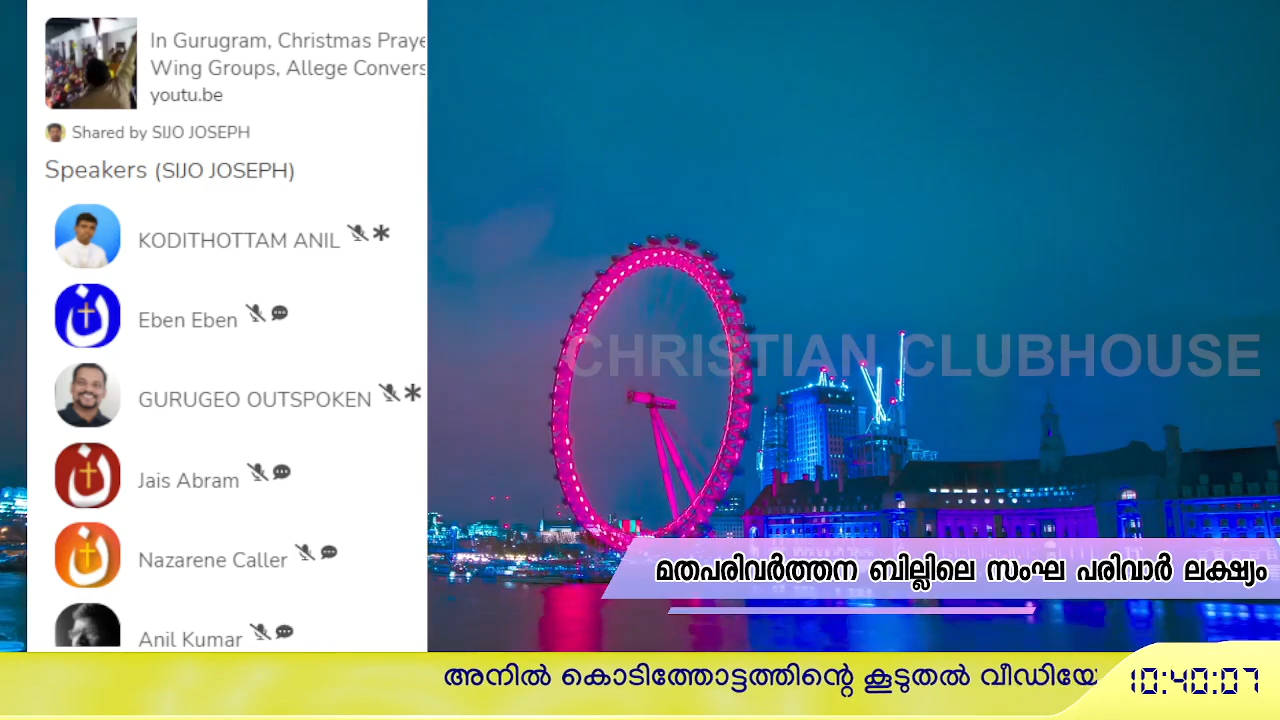 In Gurugram, Christmas Praye
Wing Groups, Allege Convers
youtu.be
Shared by SIJO JOSEPH
Speakers (SIJO JOSEPH)
KODITHOTTAM ANIL
Eben Eben
GURUGEO OUTSPOKEN
Jais Abram
Nazarene Caller
Anil Kumar
CHRISTIAN CLUBHOUSE
മതപരിവർത്തന ബില്ലിലെ സംഘ പരിവാർ ലക്ഷ്യം
അനിൽ കൊടിത്തോട്ടത്തിന്റെ കൂടുതൽ വീഡിയോ
10:40:07